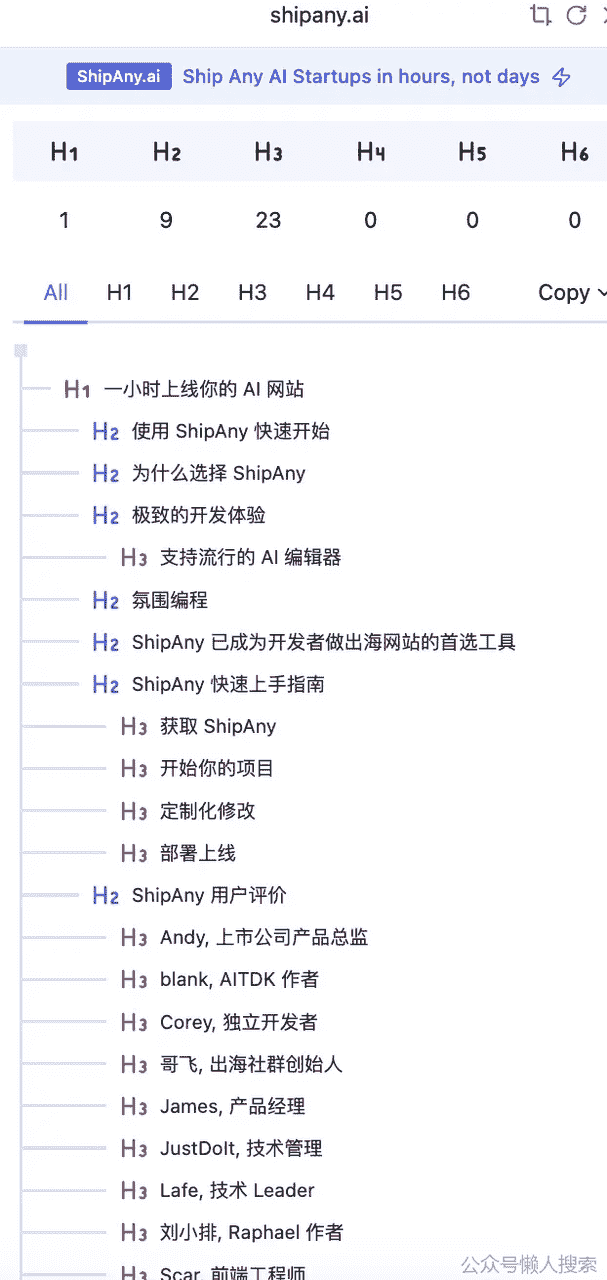 shipany.ai
ShipAny.ai Ship Any AI Startups in hours, not days
H1 H2 H3 H4 H5 H6
1 9 23 0 0 0
All H1 H2 H3 H4 H5 H6 Copy
H1 一小时上线你的 AI 网站
H2 使用 ShipAny 快速开始
H2 为什么选择 ShipAny
H2 极致的开发体验
H3 支持流行的 AI 编辑器
H2 氛围编程
H2 ShipAny 已成为开发者做出海网站的首选工具
H2 ShipAny 快速上手指南
H3 获取 ShipAny
H3 开始你的项目
H3 定制化修改
H3 部署上线
H2 ShipAny 用户评价
H3 Andy, 上市公司产品总监
H3 blank, AITDK 作者
H3 Corey, 独立开发者
H3 哥飞, 出海社群创始人
H3 James, 产品经理
H3 JustDoIt, 技术管理
H3 Lafe, 技术 Leader
H3 刘小排, Raphael 作者
H3 Scar, 前端工程师
公众号懒人搜索